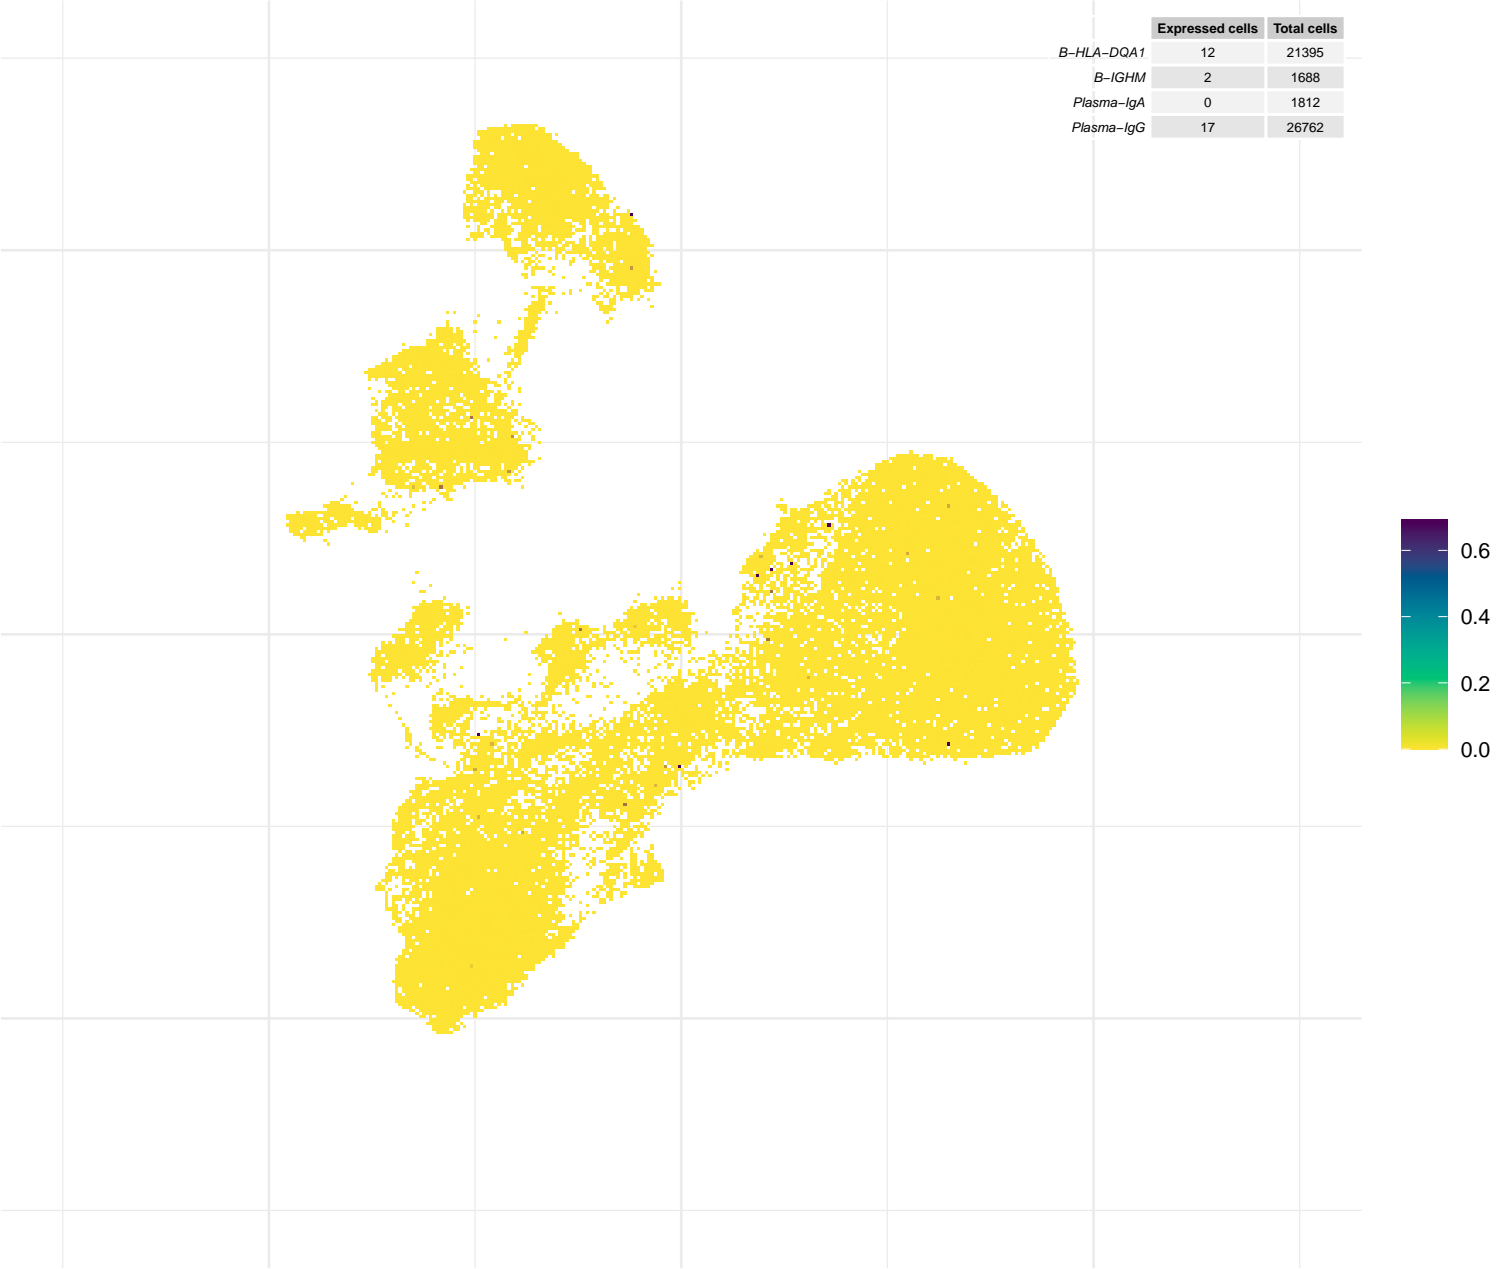 Expressed cells Total cells
B−HLA−DQA1 12 21395
B−IGHM 2 1688
Plasma−IgA 0 1812
Plasma−IgG 17 26762
0.6
0.4
0.2
0.0